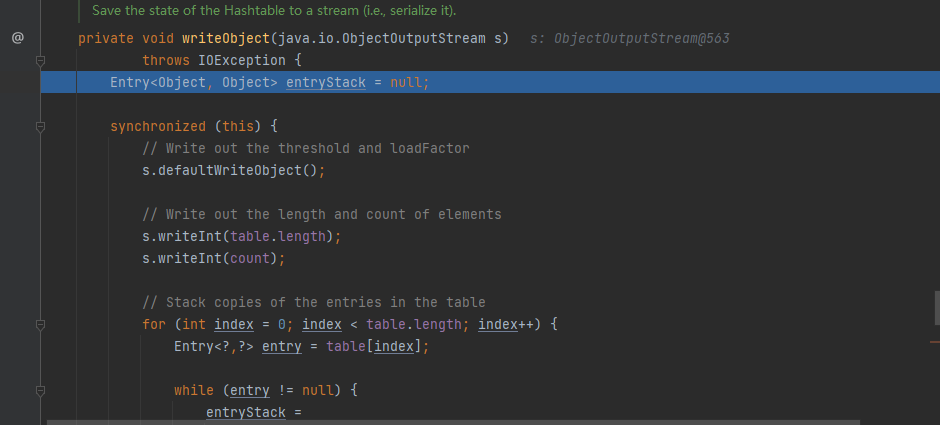 Save the state of the Hashtable to a stream (i.e., serialize it).
@ private void writeObject(java.io.ObjectOutputStream s) s: ObjectOutputStream@563
throws IOException {
Entry<Object, Object> entryStack = null;
synchronized (this) {
// Write out the threshold and loadFactor
s.defaultWriteObject();
// Write out the length and count of elements
s.writeInt(table.length);
s.writeInt(count);
// Stack copies of the entries in the table
for (int index = 0; index < table.length; index++) {
Entry<?,?> entry = table[index];
while (entry != null) {
entryStack =